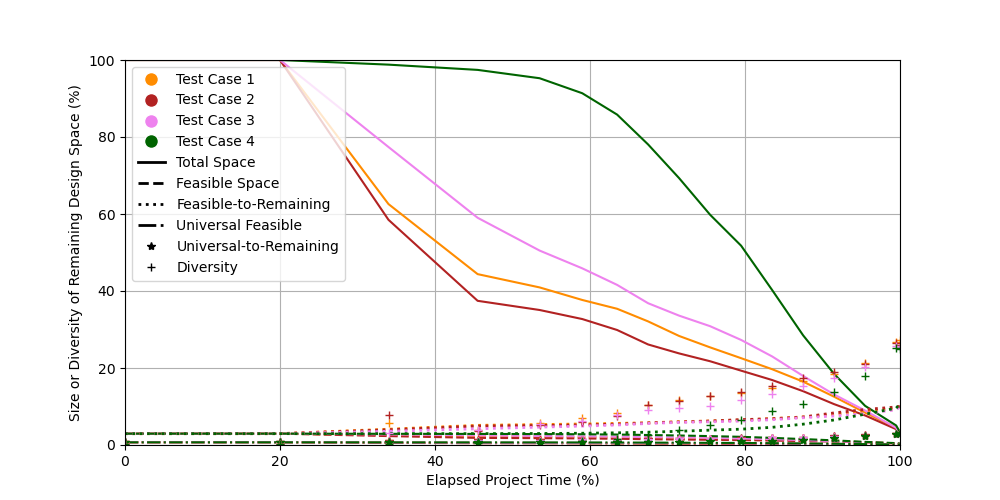 100
80
60
40
20
0
Size or Diversity of Remaining Design Space (%)
Test Case 1
Test Case 2
Test Case 3
Test Case 4
Total Space
Feasible Space
Feasible-to-Remaining
Universal Feasible
Universal-to-Remaining
Diversity
0 20 40 60 80 100
Elapsed Project Time (%)